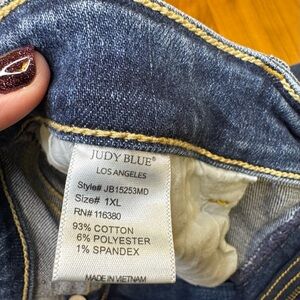 JUDY BLUE®
LOS ANGELES
Style# JB15253MD
Size# 1XL
RN# 116380
93% COTTON
6% POLYESTER
1% SPANDEX
MADE IN VIETNAM